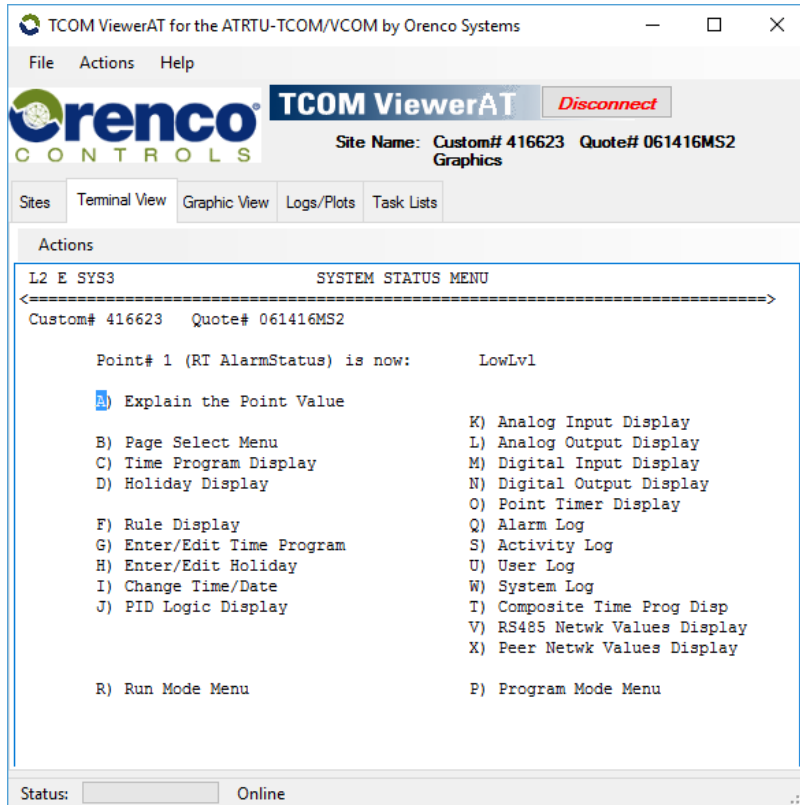 TCOM ViewerAT for the ATRTU-TCOM/VCOM by Orenco Systems
File Actions Help
Orenco
CONTROLS
TCOM ViewerAT
Disconnect
Site Name: Custom# 416623 Quote# 061416MS2
Graphics
Sites Terminal View Graphic View Logs/Plots Task Lists
Actions
L2 E SYS3 SYSTEM STATUS MENU
<==============================================================================>
Custom# 416623 Quote# 061416MS2
Point# 1 (RT AlarmStatus) is now: LowLvl
A) Explain the Point Value
K) Analog Input Display
B) Page Select Menu L) Analog Output Display
C) Time Program Display M) Digital Input Display
D) Holiday Display N) Digital Output Display
O) Point Timer Display
F) Rule Display Q) Alarm Log
G) Enter/Edit Time Program S) Activity Log
H) Enter/Edit Holiday U) User Log
I) Change Time/Date W) System Log
J) PID Logic Display T) Composite Time Prog Disp
V) RS485 Netwk Values Display
X) Peer Netwk Values Display
R) Run Mode Menu P) Program Mode Menu
Status: Online